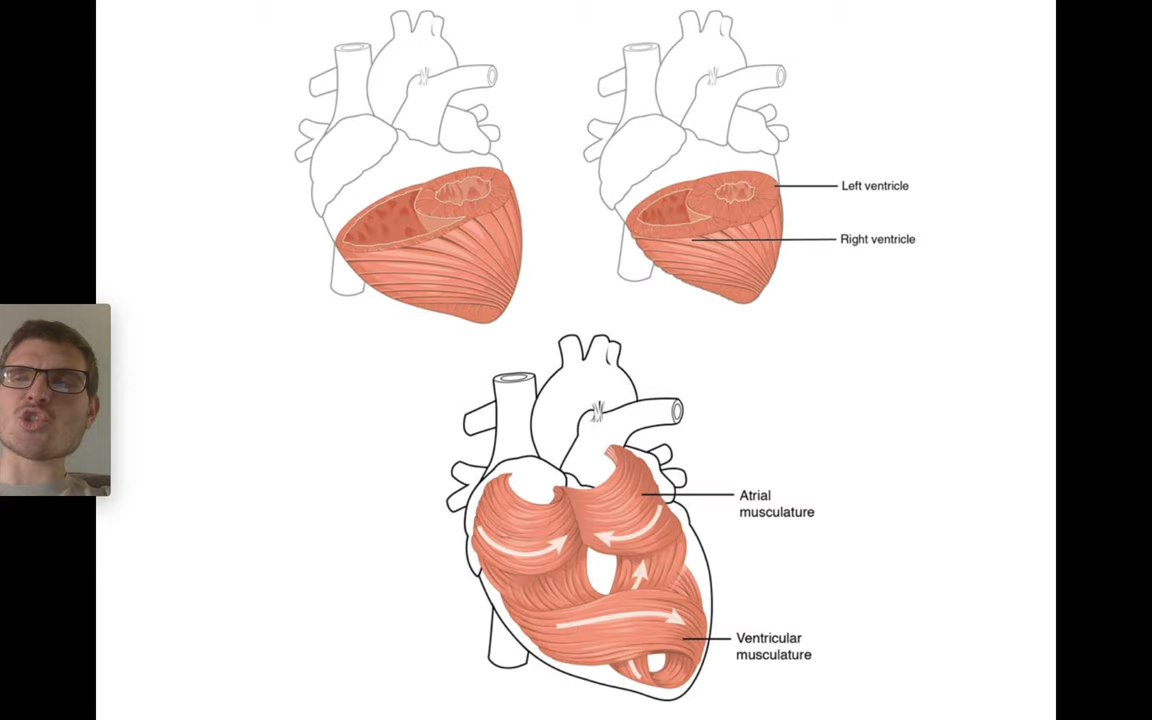 Left ventricle
Right ventricle
Atrial
musculature
Ventricular
musculature